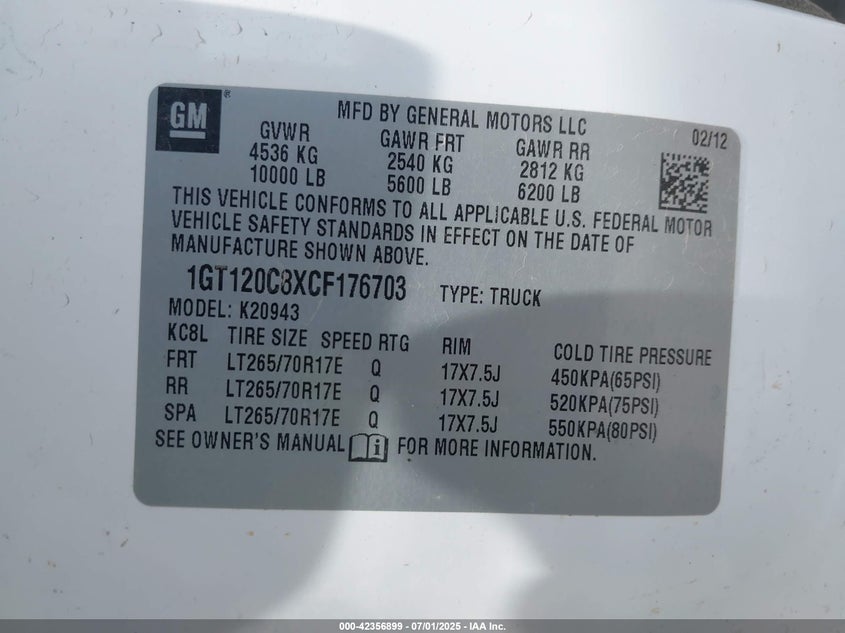 GM®
MFD BY GENERAL MOTORS LLC
02/12
GVWR GAWR FRT GAWR RR
4536 KG 2540 KG 2812 KG
10000 LB 5600 LB 6200 LB
THIS VEHICLE CONFORMS TO ALL APPLICABLE U.S. FEDERAL MOTOR
VEHICLE SAFETY STANDARDS IN EFFECT ON THE DATE OF
MANUFACTURE SHOWN ABOVE.
1GT120C8XCF176703 TYPE: TRUCK
MODEL: K20943
KC8L TIRE SIZE SPEED RTG RIM COLD TIRE PRESSURE
FRT LT265/70R17E Q 17X7.5J 450KPA(65PSI)
RR LT265/70R17E Q 17X7.5J 520KPA(75PSI)
SPA LT265/70R17E Q 17X7.5J 550KPA(80PSI)
SEE OWNER'S MANUAL i FOR MORE INFORMATION.
000-42356899 - 07/01/2025 - IAA Inc.